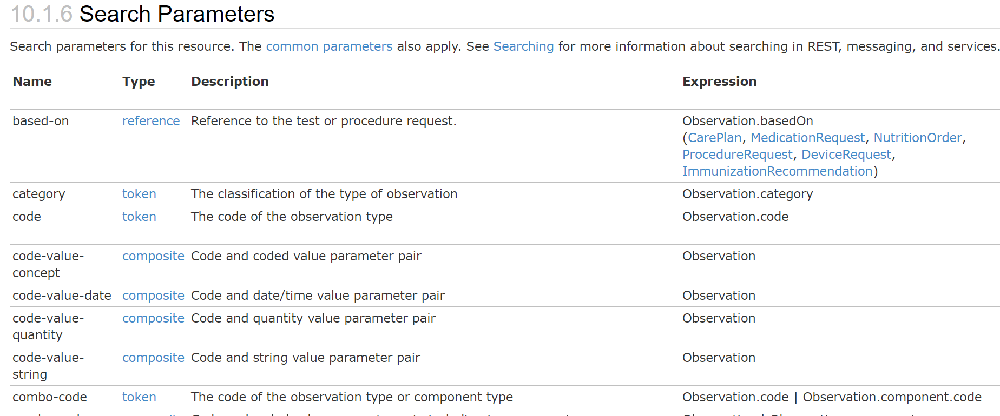 10.1.6 Search Parameters
Search parameters for this resource. The common parameters also apply. See Searching for more information about searching in REST, messaging, and services.
Name Type Description Expression
based-on reference Reference to the test or procedure request. Observation.basedOn
(CarePlan, MedicationRequest, NutritionOrder,
ProcedureRequest, DeviceRequest,
ImmunizationRecommendation)
category token The classification of the type of observation Observation.category
code token The code of the observation type Observation.code
code-value- composite Code and coded value parameter pair Observation
concept
code-value-date composite Code and date/time value parameter pair Observation
code-value- composite Code and quantity value parameter pair Observation
quantity
code-value- composite Code and string value parameter pair Observation
string
combo-code token The code of the observation type or component type Observation.code | Observation.component.code